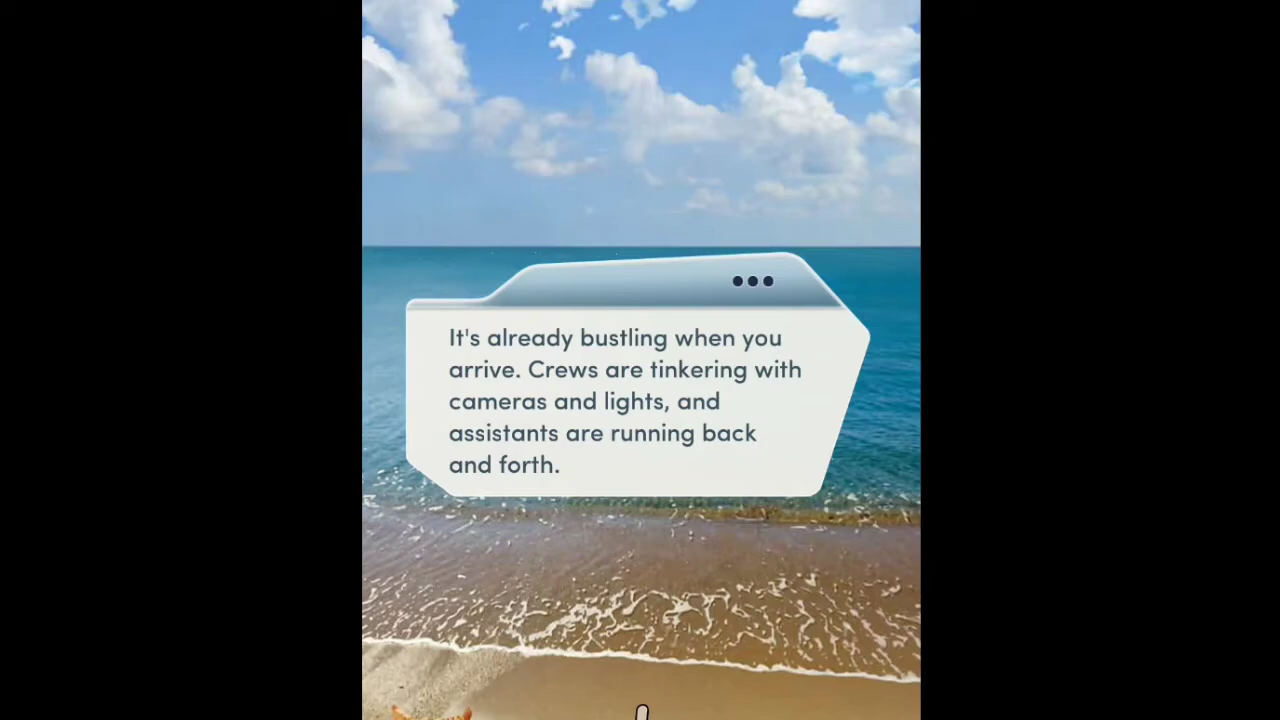 It's already bustling when you
arrive. Crews are tinkering with
cameras and lights, and
assistants are running back
and forth.